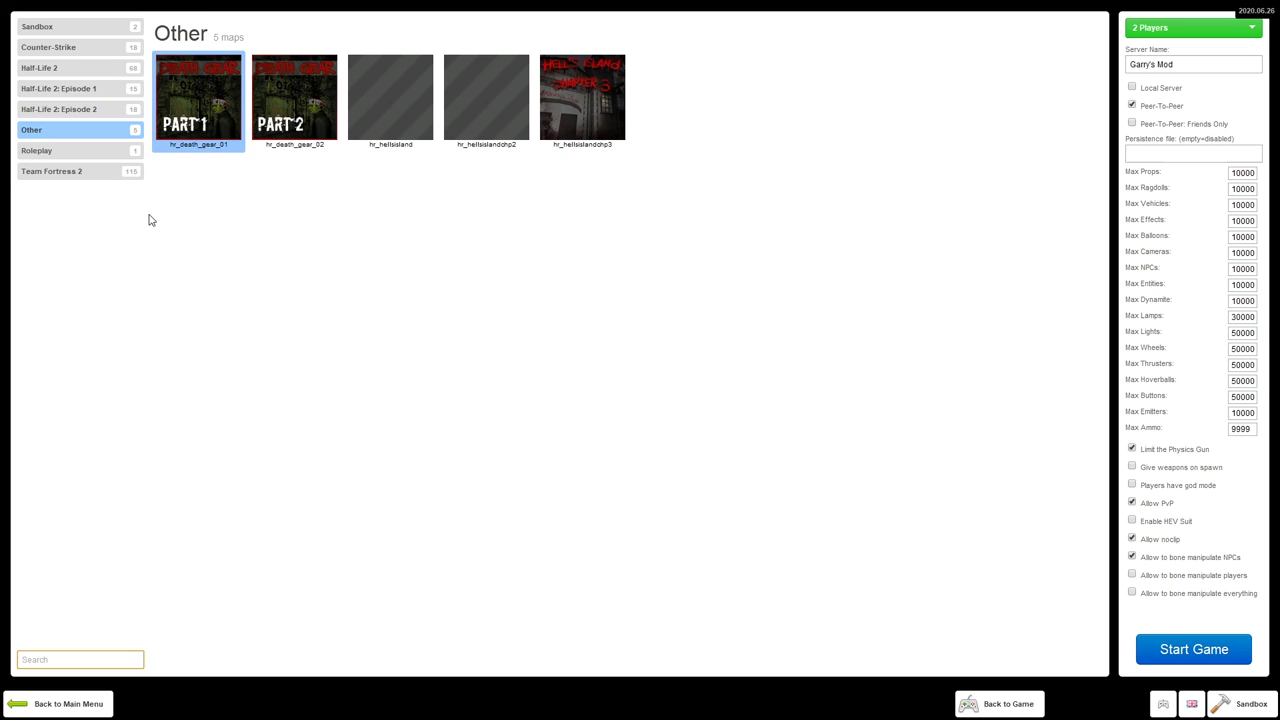 2020.06.26
Sandbox 2
Counter-Strike 18
Half-Life 2 68
Half-Life 2: Episode 1 15
Half-Life 2: Episode 2 18
Other 5
Roleplay 1
Team Fortress 2 115
Search
Other 5 maps
DEATH GEAR
PART 1
hr_death_gear_01
DEATH GEAR
PART 2
hr_death_gear_02
hr_hellsisland
hr_hellsislandchp2
HELL'S ISLAND
CHAPTER 3
hr_hellsislandchp3
2 Players
Server Name:
Garry's Mod
Local Server
Peer-To-Peer
Peer-To-Peer: Friends Only
Persistence file: (empty=disabled)
Max Props: 10000
Max Ragdolls: 10000
Max Vehicles: 10000
Max Effects: 10000
Max Balloons: 10000
Max Cameras: 10000
Max NPCs: 10000
Max Entities: 10000
Max Dynamite: 10000
Max Lamps: 30000
Max Lights: 50000
Max Wheels: 50000
Max Thrusters: 50000
Max Hoverballs: 50000
Max Buttons: 50000
Max Emitters: 10000
Max Ammo: 9999
Limit the Physics Gun
Give weapons on spawn
Players have god mode
Allow PvP
Enable HEV Suit
Allow noclip
Allow to bone manipulate NPCs
Allow to bone manipulate players
Allow to bone manipulate everything
Start Game
Back to Main Menu
Back to Game
Sandbox